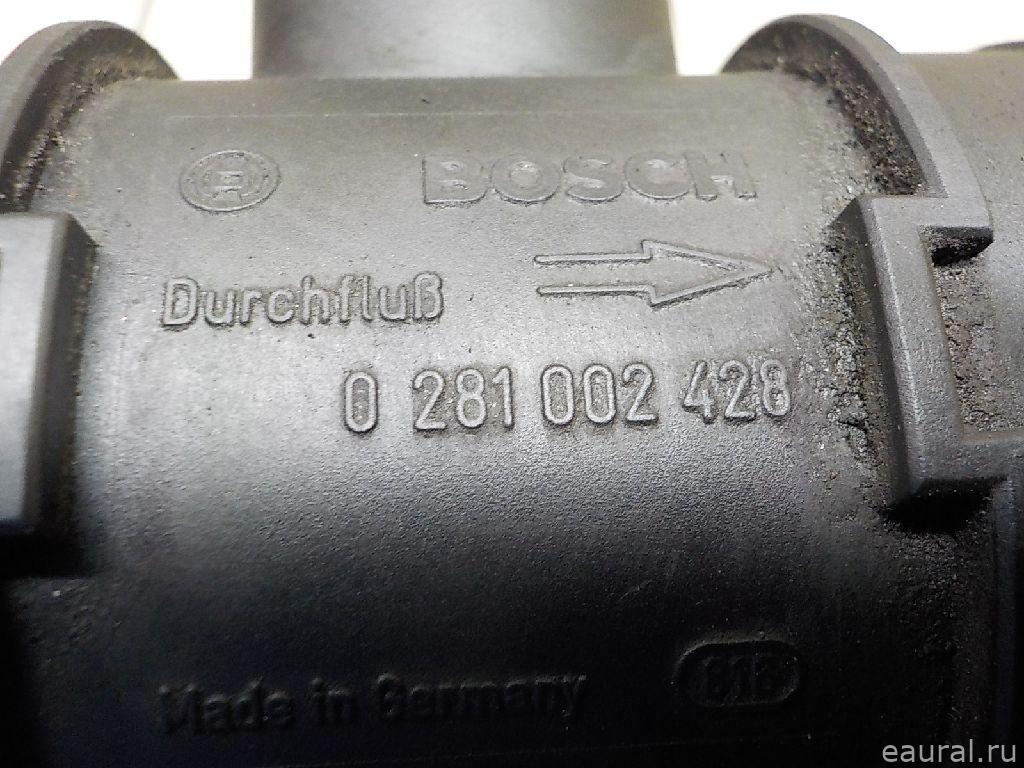 BOSCH
Durchfluß
0 281 002 428
Made in Germany
eaural.ru